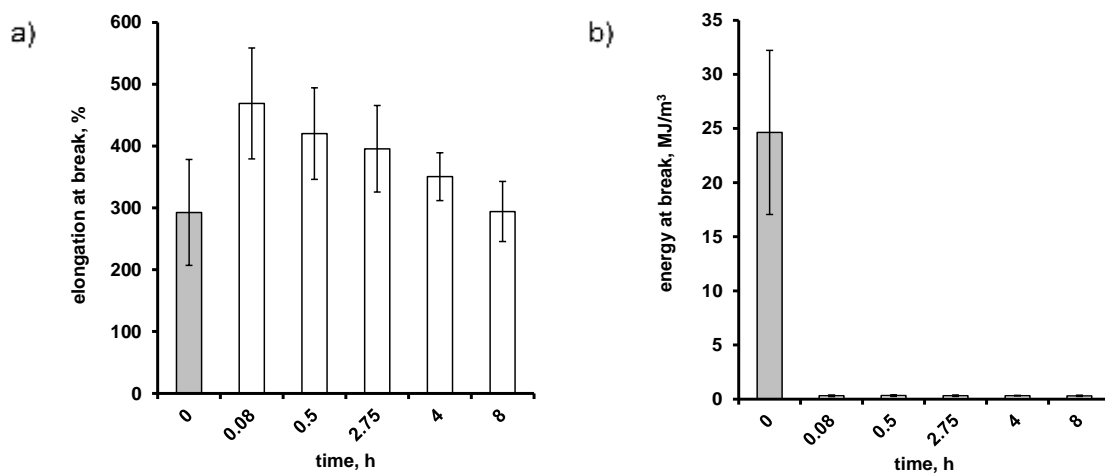 a)
elongation at break, %
600
500
400
300
200
100
0
0 0.08 0.5 2.75 4 8
time, h
b)
energy at break, MJ/m³
35
30
25
20
15
10
5
0
0 0.08 0.5 2.75 4 8
time, h